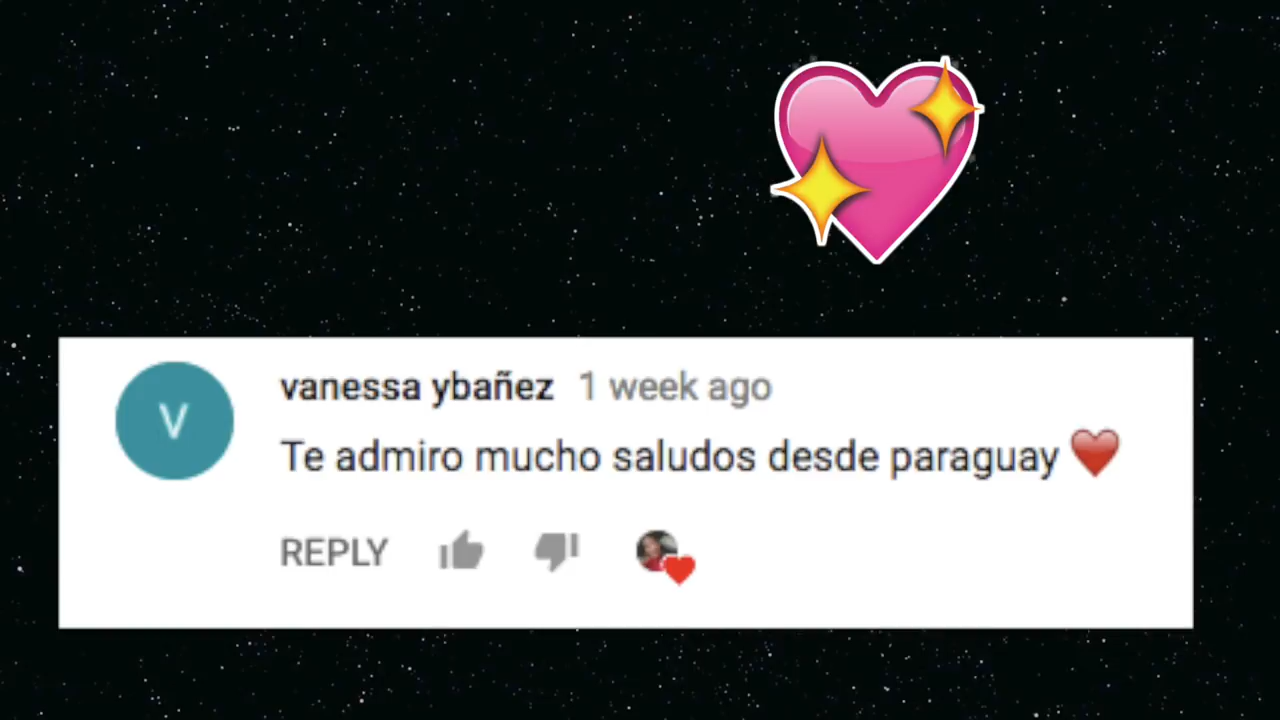 V
vanessa ybañez 1 week ago
Te admiro mucho saludos desde paraguay ❤️
REPLY